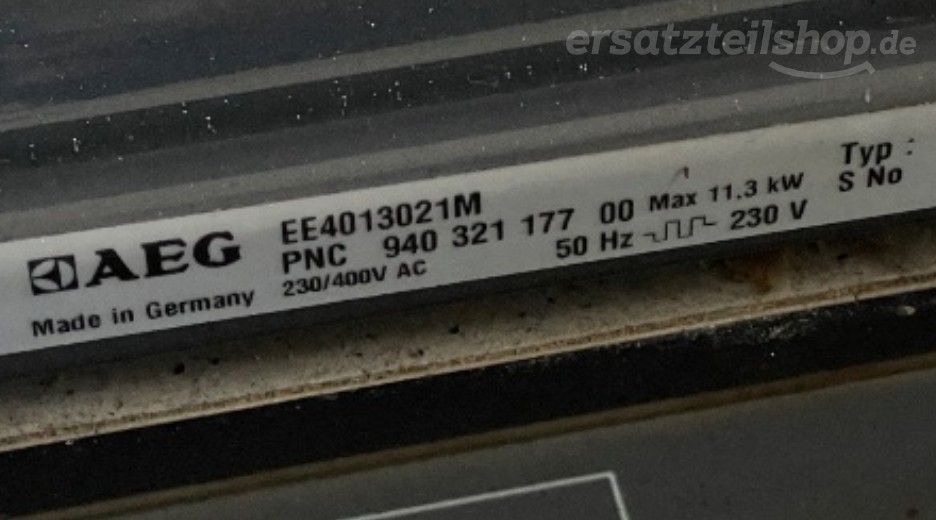 ersatzteilshop.de
AEG
Made in Germany
EE4013021M
PNC 940 321 177 00 Max 11.3 kW
230/400V AC 50 Hz 230 V
Typ :
S No